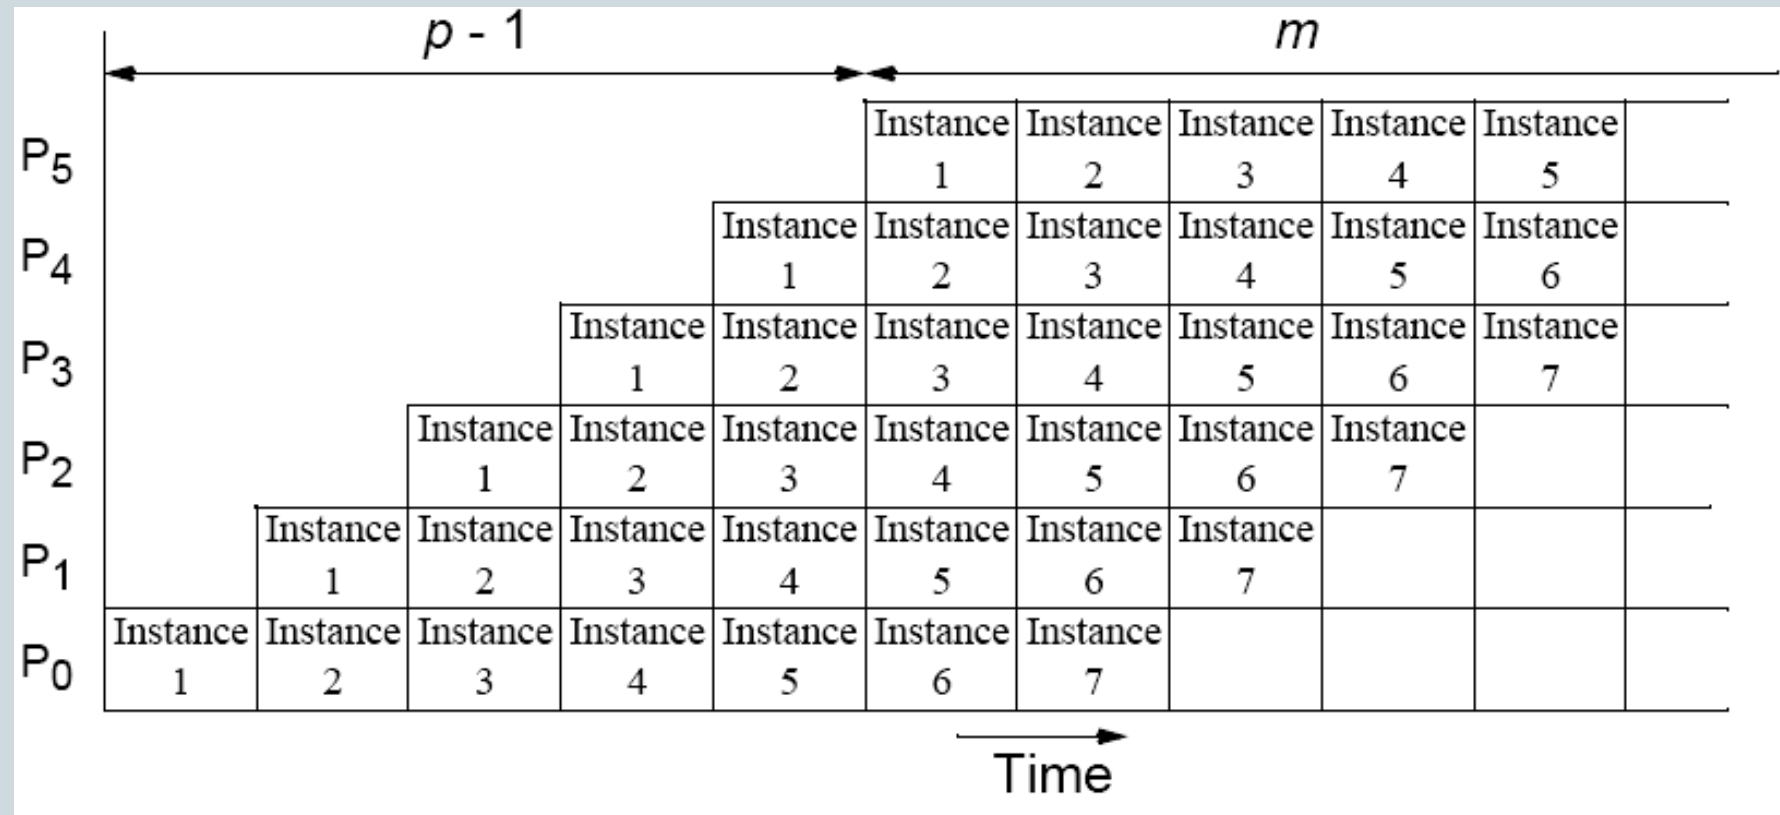 p - 1 m
P5 Instance Instance Instance Instance Instance
1 2 3 4 5
P4 Instance Instance Instance Instance Instance Instance
1 2 3 4 5 6
P3 Instance Instance Instance Instance Instance Instance Instance
1 2 3 4 5 6 7
P2 Instance Instance Instance Instance Instance Instance Instance
1 2 3 4 5 6 7
P1 Instance Instance Instance Instance Instance Instance Instance
1 2 3 4 5 6 7
P0 Instance Instance Instance Instance Instance Instance Instance
1 2 3 4 5 6 7
Time